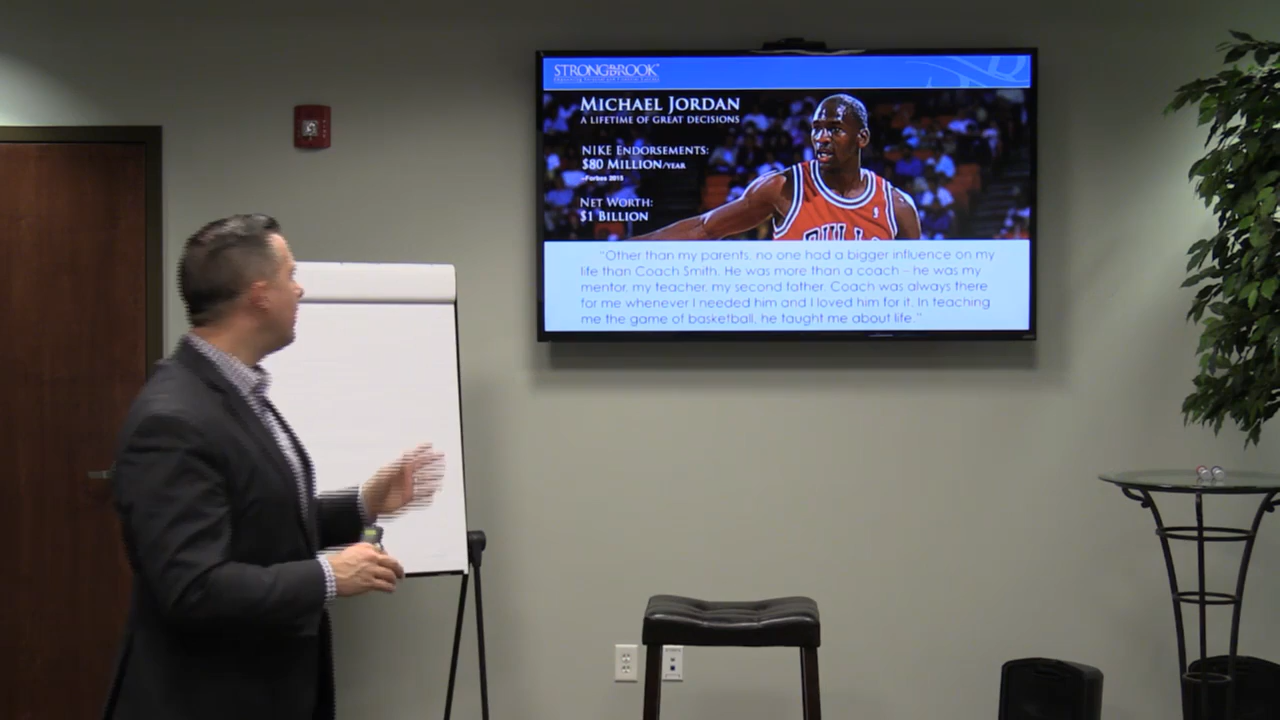 STRONGBROOK
MICHAEL JORDAN
A LIFETIME OF GREAT DECISIONS
NIKE ENDORSEMENTS:
$80 MILLION/YEAR
–Forbes 2015
NET WORTH:
$1 BILLION
BULLS
"Other than my parents, no one had a bigger influence on my
life than Coach Smith. He was more than a coach – he was my
mentor, my teacher, my second father. Coach was always there
for me whenever I needed him and I loved him for it. In teaching
me the game of basketball, he taught me about life."